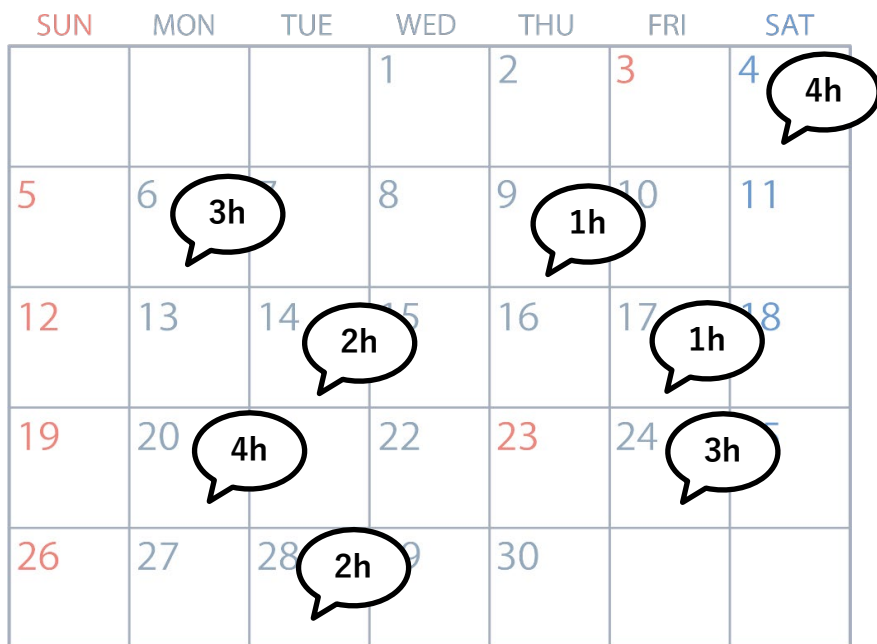 SUN MON TUE WED THU FRI SAT
1 2 3 4 4h
5 6 3h 8 9 1h 10 11
12 13 14 2h 15 16 17 1h 18
19 20 4h 22 23 24 3h
26 27 28 2h 30